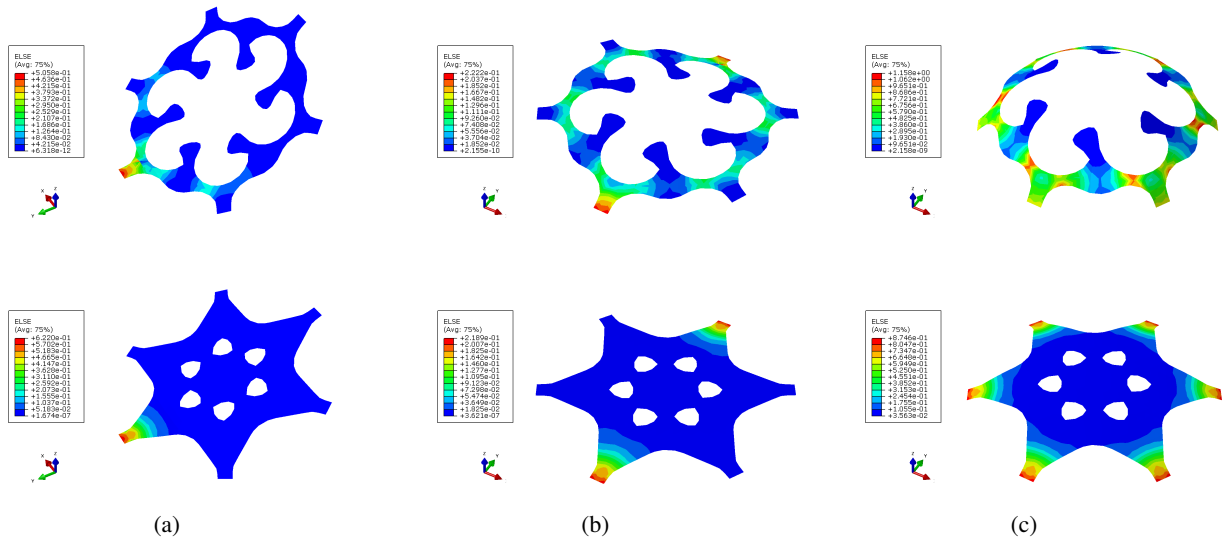 ELSE
(Avg: 75%)
+5.058e-01
+4.636e-01
+4.215e-01
+3.793e-01
+3.372e-01
+2.950e-01
+2.529e-01
+2.107e-01
+1.686e-01
+1.264e-01
+8.430e-02
+4.215e-02
+6.318e-12
Z
X
Y
ELSE
(Avg: 75%)
+2.222e-01
+2.037e-01
+1.852e-01
+1.667e-01
+1.482e-01
+1.296e-01
+1.111e-01
+9.260e-02
+7.408e-02
+5.556e-02
+3.704e-02
+1.852e-02
+2.155e-10
Z
Y
ELSE
(Avg: 75%)
+1.158e+00
+1.062e+00
+9.651e-01
+8.686e-01
+7.721e-01
+6.756e-01
+5.790e-01
+4.825e-01
+3.860e-01
+2.895e-01
+1.930e-01
+9.651e-02
+2.158e-09
Z
Y
ELSE
(Avg: 75%)
+6.220e-01
+5.702e-01
+5.183e-01
+4.665e-01
+4.147e-01
+3.628e-01
+3.110e-01
+2.592e-01
+2.073e-01
+1.555e-01
+1.037e-01
+5.183e-02
+1.674e-07
Z
X
Y
ELSE
(Avg: 75%)
+2.189e-01
+2.007e-01
+1.825e-01
+1.642e-01
+1.460e-01
+1.277e-01
+1.095e-01
+9.123e-02
+7.298e-02
+5.474e-02
+3.649e-02
+1.825e-02
+3.621e-07
Z
Y
ELSE
(Avg: 75%)
+8.746e-01
+8.047e-01
+7.347e-01
+6.648e-01
+5.949e-01
+5.250e-01
+4.551e-01
+3.852e-01
+3.153e-01
+2.454e-01
+1.755e-01
+1.055e-01
+3.563e-02
Z
Y
(a)
(b)
(c)